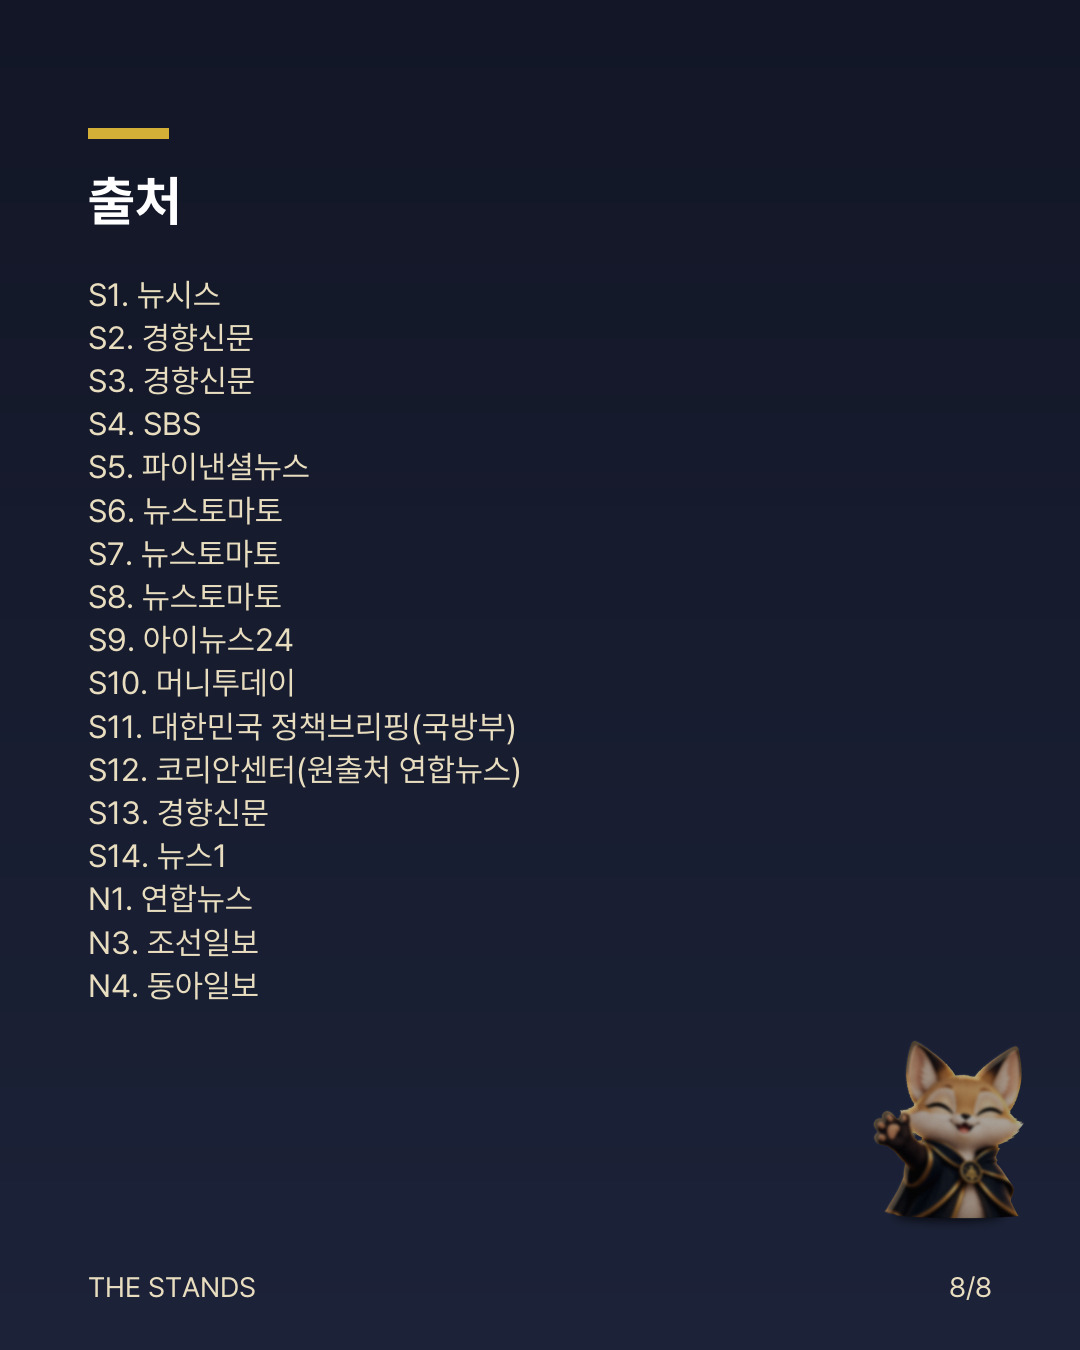 출처
S1. 뉴시스
S2. 경향신문
S3. 경향신문
S4. SBS
S5. 파이낸셜뉴스
S6. 뉴스토마토
S7. 뉴스토마토
S8. 뉴스토마토
S9. 아이뉴스24
S10. 머니투데이
S11. 대한민국 정책브리핑(국방부)
S12. 코리안센터(원출처 연합뉴스)
S13. 경향신문
S14. 뉴스1
N1. 연합뉴스
N3. 조선일보
N4. 동아일보
THE STANDS
8/8